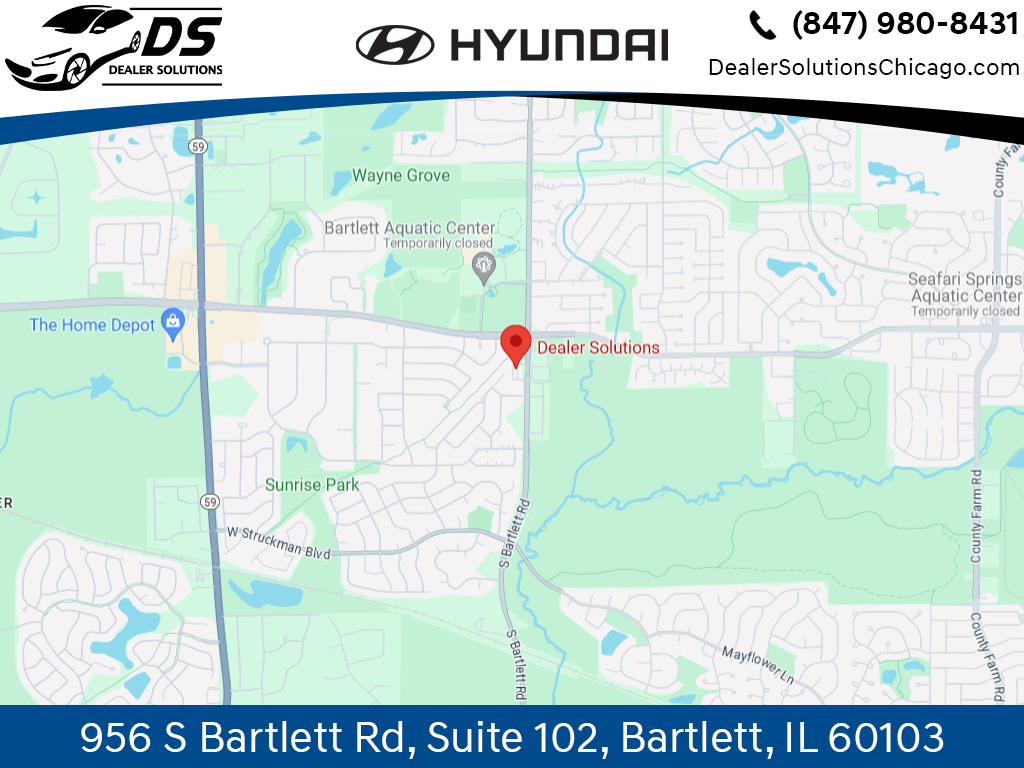 DS
DEALER SOLUTIONS
HYUNDAI
(847) 980-8431
DealerSolutionsChicago.com
59
Wayne Grove
County Fa
Bartlett Aquatic Center
Temporarily closed
Seafari Springs
Aquatic Center
Temporarily closed
The Home Depot
Dealer Solutions
Sunrise Park
ER
59
W Struckman Blvd
S Bartlett Rd
County Farm Rd
S Bartlett Rd
Mayflower Ln
County Farm Rd
956 S Bartlett Rd, Suite 102, Bartlett, IL 60103